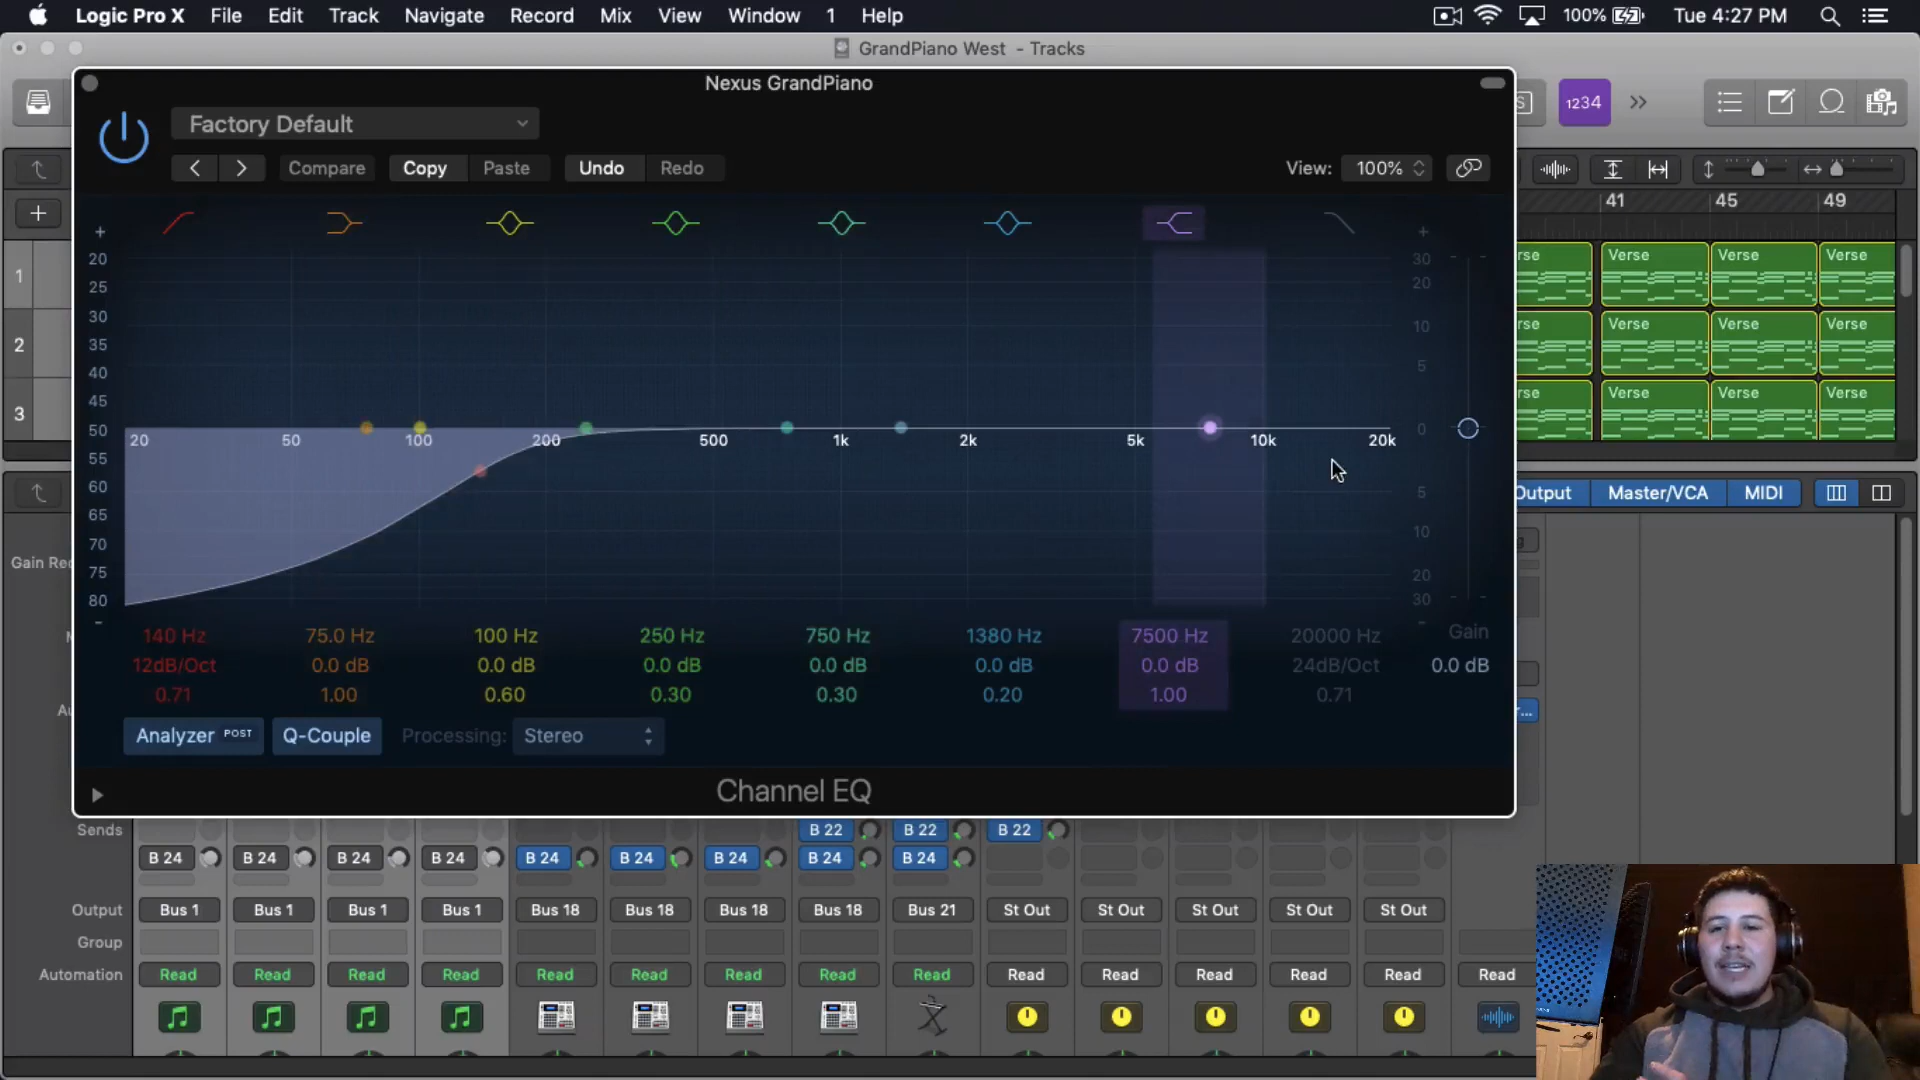 Logic Pro X File Edit Track Navigate Record Mix View Window 1 Help 100% Tue 4:27 PM
GrandPiano West - Tracks
Nexus GrandPiano
Factory Default
1234
Compare Copy Paste Undo Redo View: 100%
41 45 49
+ +
20 30
25 20
30 10
35
40 5
45
50 0
20 50 100 200 500 1k 2k 5k 10k 20k
55
60 5
65 10
70
75 20
80 30
- -
1 Verse Verse Verse
2 Verse Verse Verse
3 Verse Verse Verse
Output Master/VCA MIDI
140 Hz 75.0 Hz 100 Hz 250 Hz 750 Hz 1380 Hz 7500 Hz 20000 Hz Gain
12dB/Oct 0.0 dB 0.0 dB 0.0 dB 0.0 dB 0.0 dB 0.0 dB 24dB/Oct 0.0 dB
0.71 1.00 0.60 0.30 0.30 0.20 1.00 0.71
Analyzer POST Q-Couple Processing: Stereo
Channel EQ
Sends B 22 B 22 B 22
B 24 B 24 B 24 B 24 B 24 B 24 B 24 B 24 B 24
Output Bus 1 Bus 1 Bus 1 Bus 1 Bus 18 Bus 18 Bus 18 Bus 18 Bus 21 St Out St Out St Out St Out St Out
Group
Automation Read Read Read Read Read Read Read Read Read Read Read Read Read Read Read